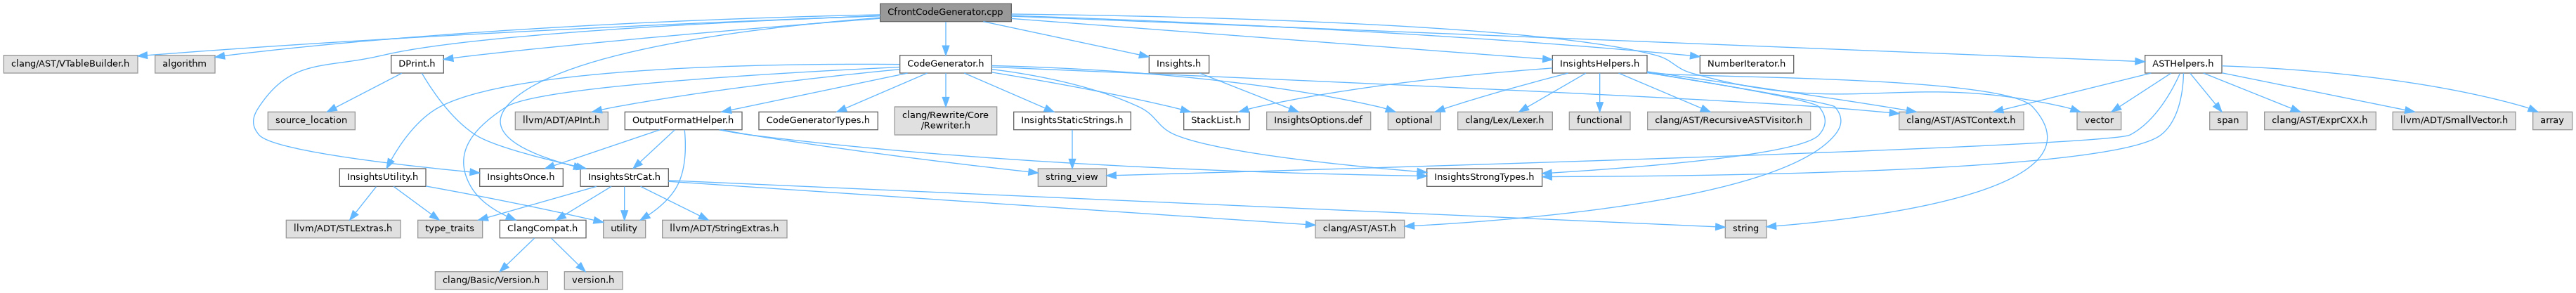 CfrontCodeGenerator.cpp
clang/AST/VTableBuilder.h
algorithm
DPrint.h
CodeGenerator.h
Insights.h
InsightsHelpers.h
NumberIterator.h
ASTHelpers.h
source_location
llvm/ADT/APInt.h
OutputFormatHelper.h
CodeGeneratorTypes.h
clang/Rewrite/Core
/Rewriter.h
InsightsStaticStrings.h
StackList.h
InsightsOptions.def
optional
clang/Lex/Lexer.h
functional
clang/AST/RecursiveASTVisitor.h
clang/AST/ASTContext.h
vector
span
clang/AST/ExprCXX.h
llvm/ADT/SmallVector.h
array
InsightsUtility.h
InsightsOnce.h
InsightsStrCat.h
string_view
InsightsStrongTypes.h
llvm/ADT/STLExtras.h
type_traits
ClangCompat.h
utility
llvm/ADT/StringExtras.h
clang/AST/AST.h
string
clang/Basic/Version.h
version.h